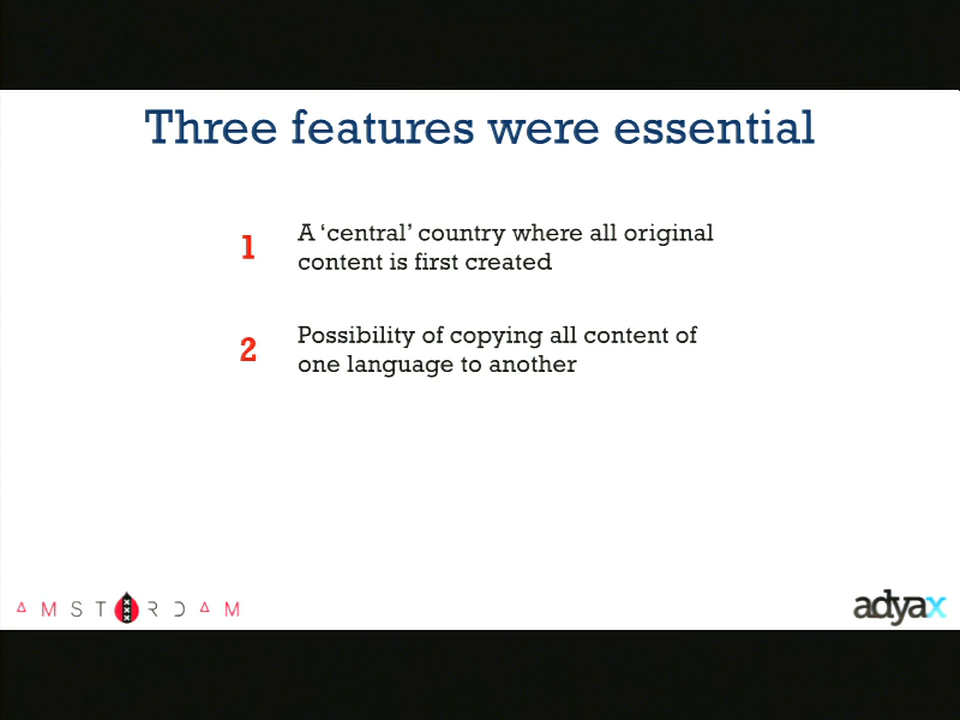 Three features were essential
1
A ‘central’ country where all original
content is first created
2
Possibility of copying all content of
one language to another
AMSTERDAM
adyax